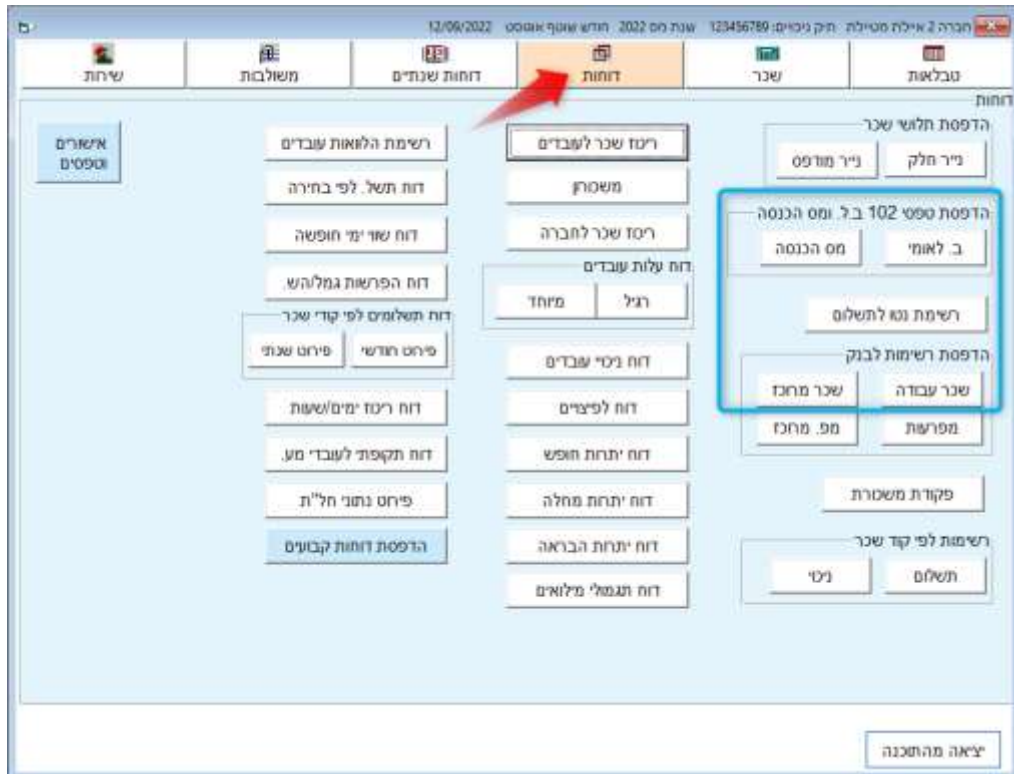 חברה 2 איילת מטיילת תיק ניכויים: 123456789 שנת מס 2022 חודש שוטף אוגוסט 12/09/2022
טבלאות
שכר
דוחות
דוחות שנתיים
משולבות
שירות
דוחות
הדפסת תלושי שכר
נייר חלק
נייר מודפס
הדפסת טפסי 102 ב.ל. ומס הכנסה
ב. לאומי
מס הכנסה
רשימת נטו לתשלום
הדפסת רשימות לבנק
שכר עבודה
שכר מרוכז
מפרעות
מפ. מרוכז
פקודת משכורת
רשימות לפי קוד שכר
תשלום
ניכוי
ריכוז שכר לעובדים
משכורון
ריכוז שכר לחברה
דוח עלות עובדים
רגיל
מיוחד
דוח ניכויי עובדים
דוח לפיצויים
דוח יתרות חופש
דוח יתרות מחלה
דוח יתרות הבראה
דוח תגמולי מילואים
רשימת הלוואות עובדים
דוח תשל. לפי בחירה
דוח שווי ימי חופשה
דוח הפרשות גמל/הש.
דוח תשלומים לפי קודי שכר
פירוט חודשי
פירוט שנתי
דוח ריכוז ימים/שעות
דוח תקופתי לעובדי מע.
פירוט נתוני חל"ת
הדפסת דוחות קבועים
אישורים
וטפסים
יציאה מהתוכנה